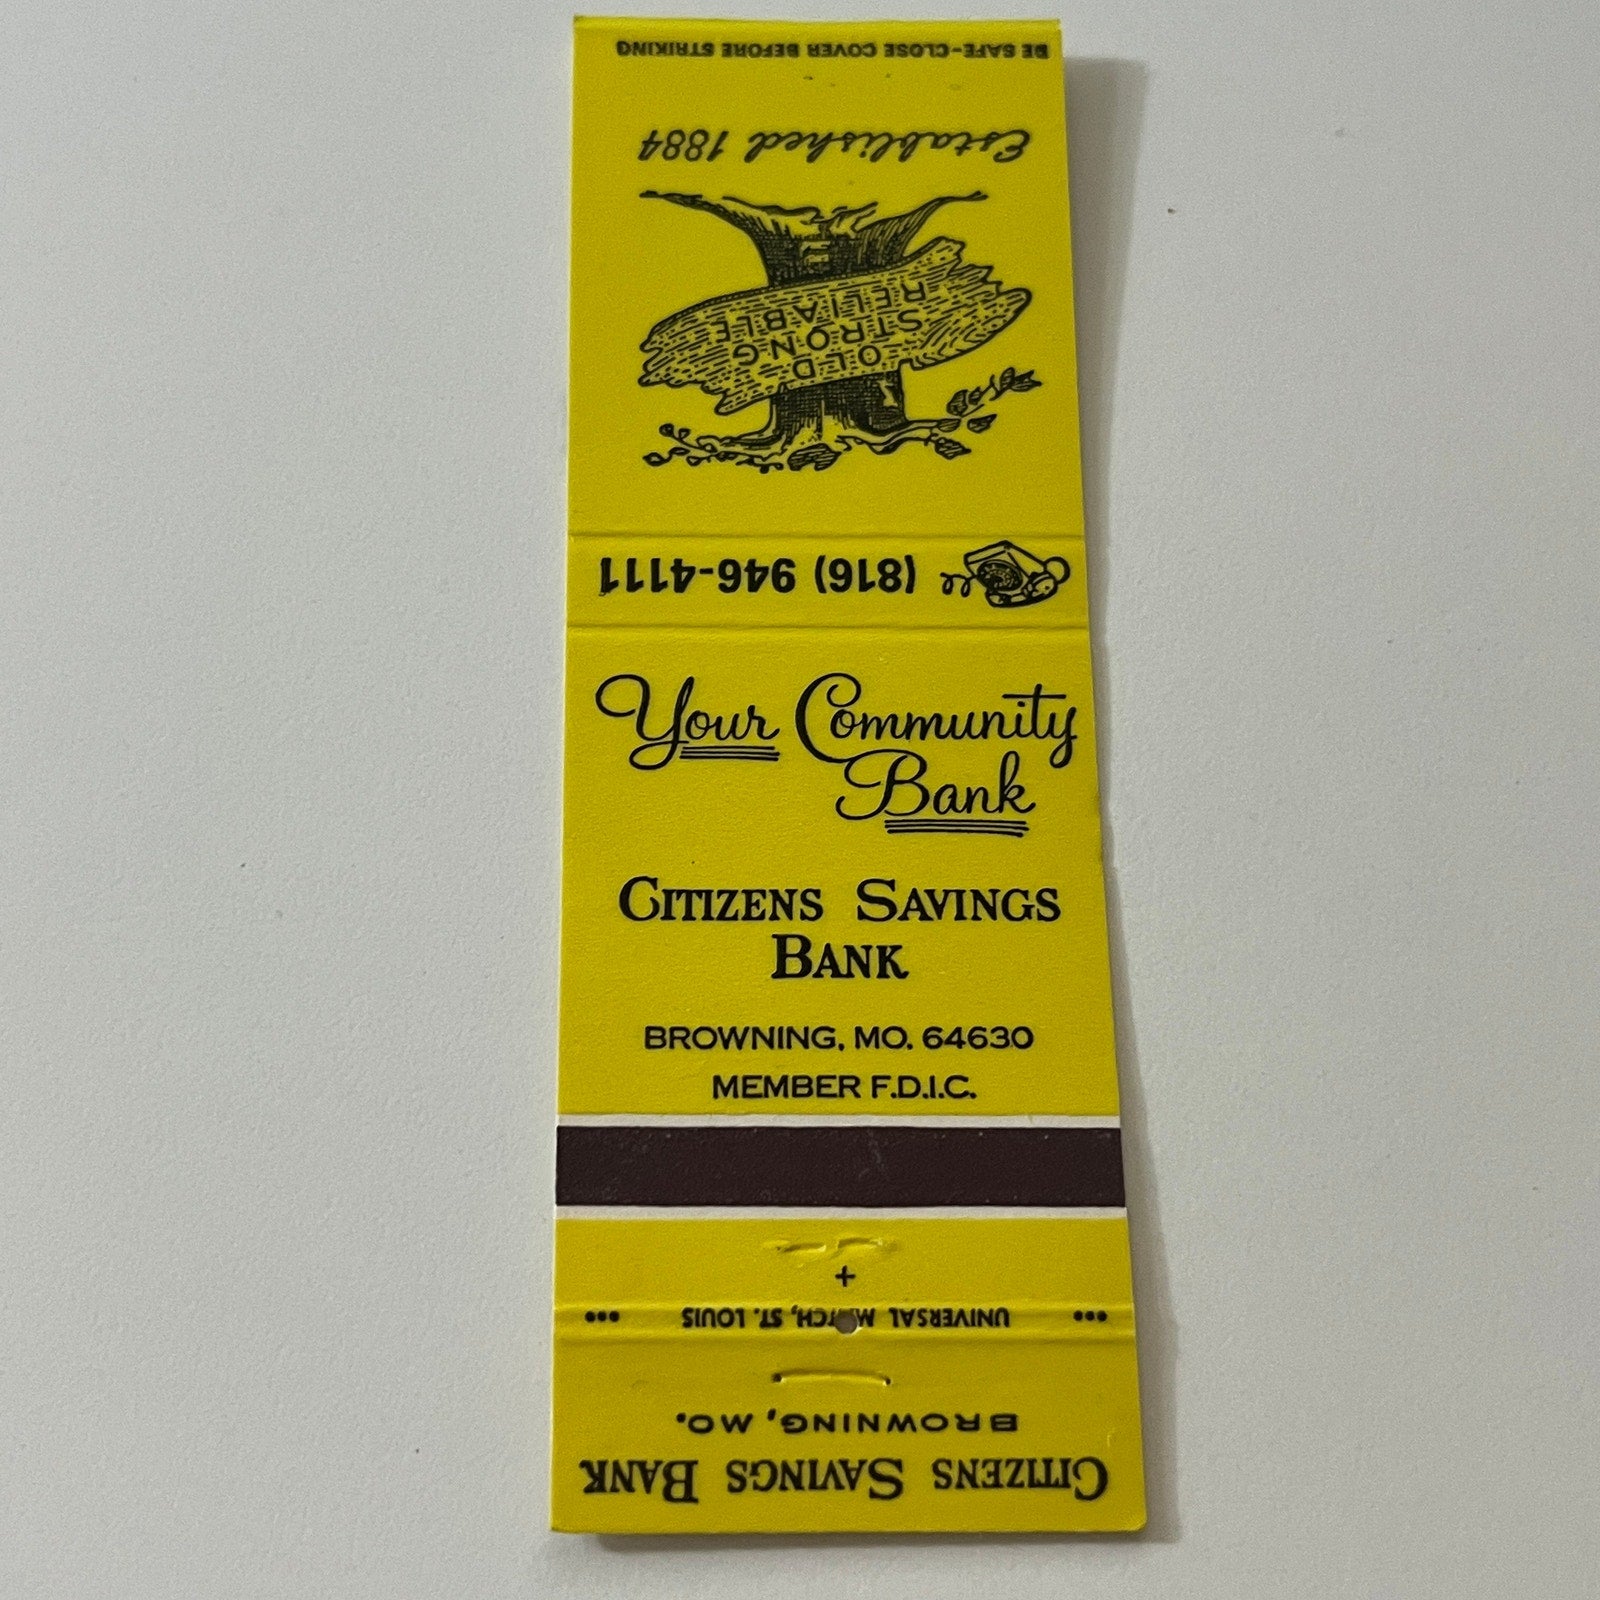 BE SAFE-CLOSE COVER BEFORE STRIKING
Established 1884
OLD
STRONG
RELIABLE
(816) 946-4111
Your Community
Bank
CITIZENS SAVINGS
BANK
BROWNING, MO. 64630
MEMBER F.D.I.C.
+
••• UNIVERSAL MATCH, ST. LOUIS •••
CITIZENS SAVINGS BANK
BROWNING, MO.